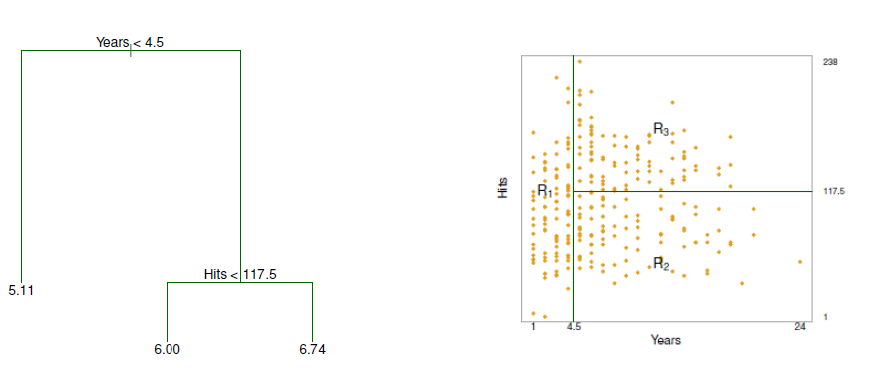 Years < 4.5
5.11
Hits < 117.5
6.00
6.74
238
R3
Hits
R1
117.5
R2
1
1
4.5
24
Years